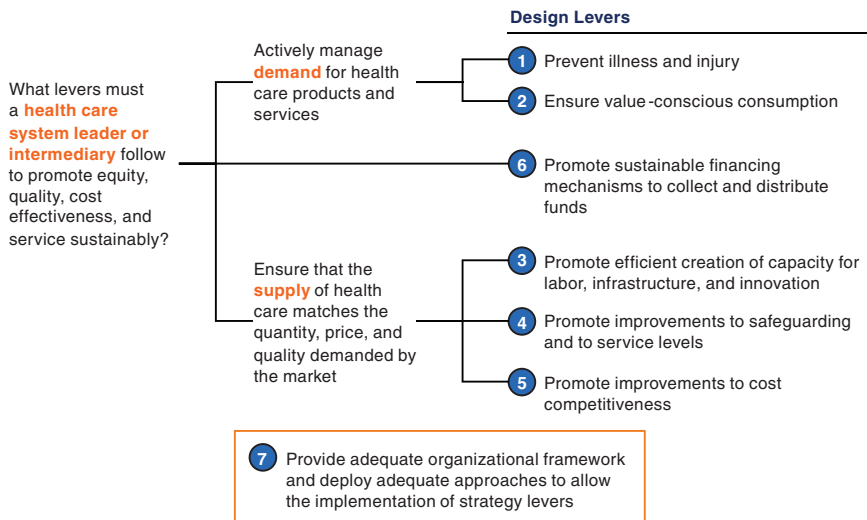 Design Levers
What levers must
a health care
system leader or
intermediary follow
to promote equity,
quality, cost
effectiveness, and
service sustainably?
Actively manage
demand for health
care products and
services
1 Prevent illness and injury
2 Ensure value-conscious consumption
6 Promote sustainable financing
mechanisms to collect and distribute
funds
Ensure that the
supply of health
care matches the
quantity, price, and
quality demanded by
the market
3 Promote efficient creation of capacity for
labor, infrastructure, and innovation
4 Promote improvements to safeguarding
and to service levels
5 Promote improvements to cost
competitiveness
7 Provide adequate organizational framework
and deploy adequate approaches to allow
the implementation of strategy levers